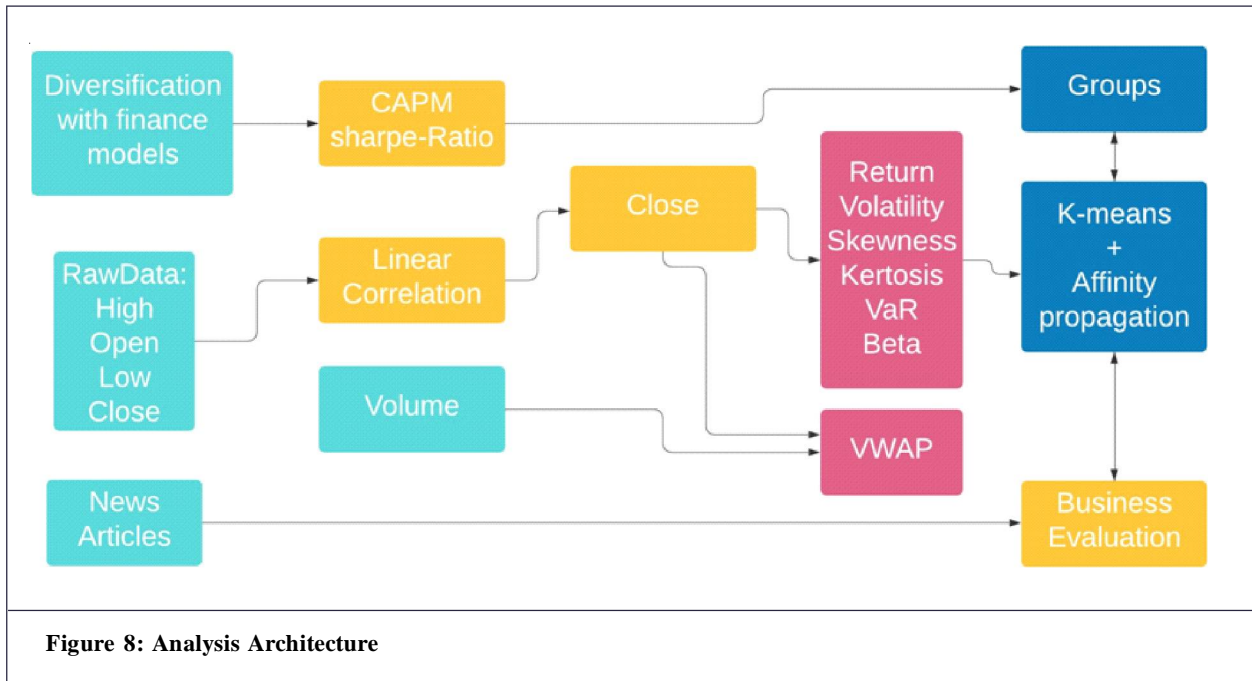 Diversification
with finance
models
CAPM
sharpe-Ratio
Groups
RawData:
High
Open
Low
Close
Linear
Correlation
Close
Return
Volatility
Skewness
Kertosis
VaR
Beta
K-means
+
Affinity
propagation
Volume
VWAP
News
Articles
Business
Evaluation
Figure 8: Analysis Architecture